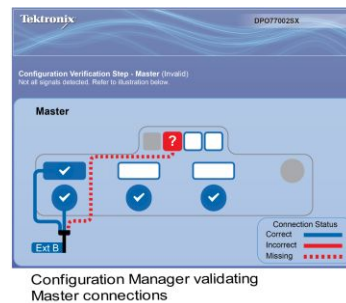 Tektronix
DPO77002SX
Configuration Verification Step - Master (Invalid)
Not all signals detected. Refer to illustration below.
Master
?
Ext B
Connection Status
Correct
Incorrect
Missing
Configuration Manager validating
Master connections